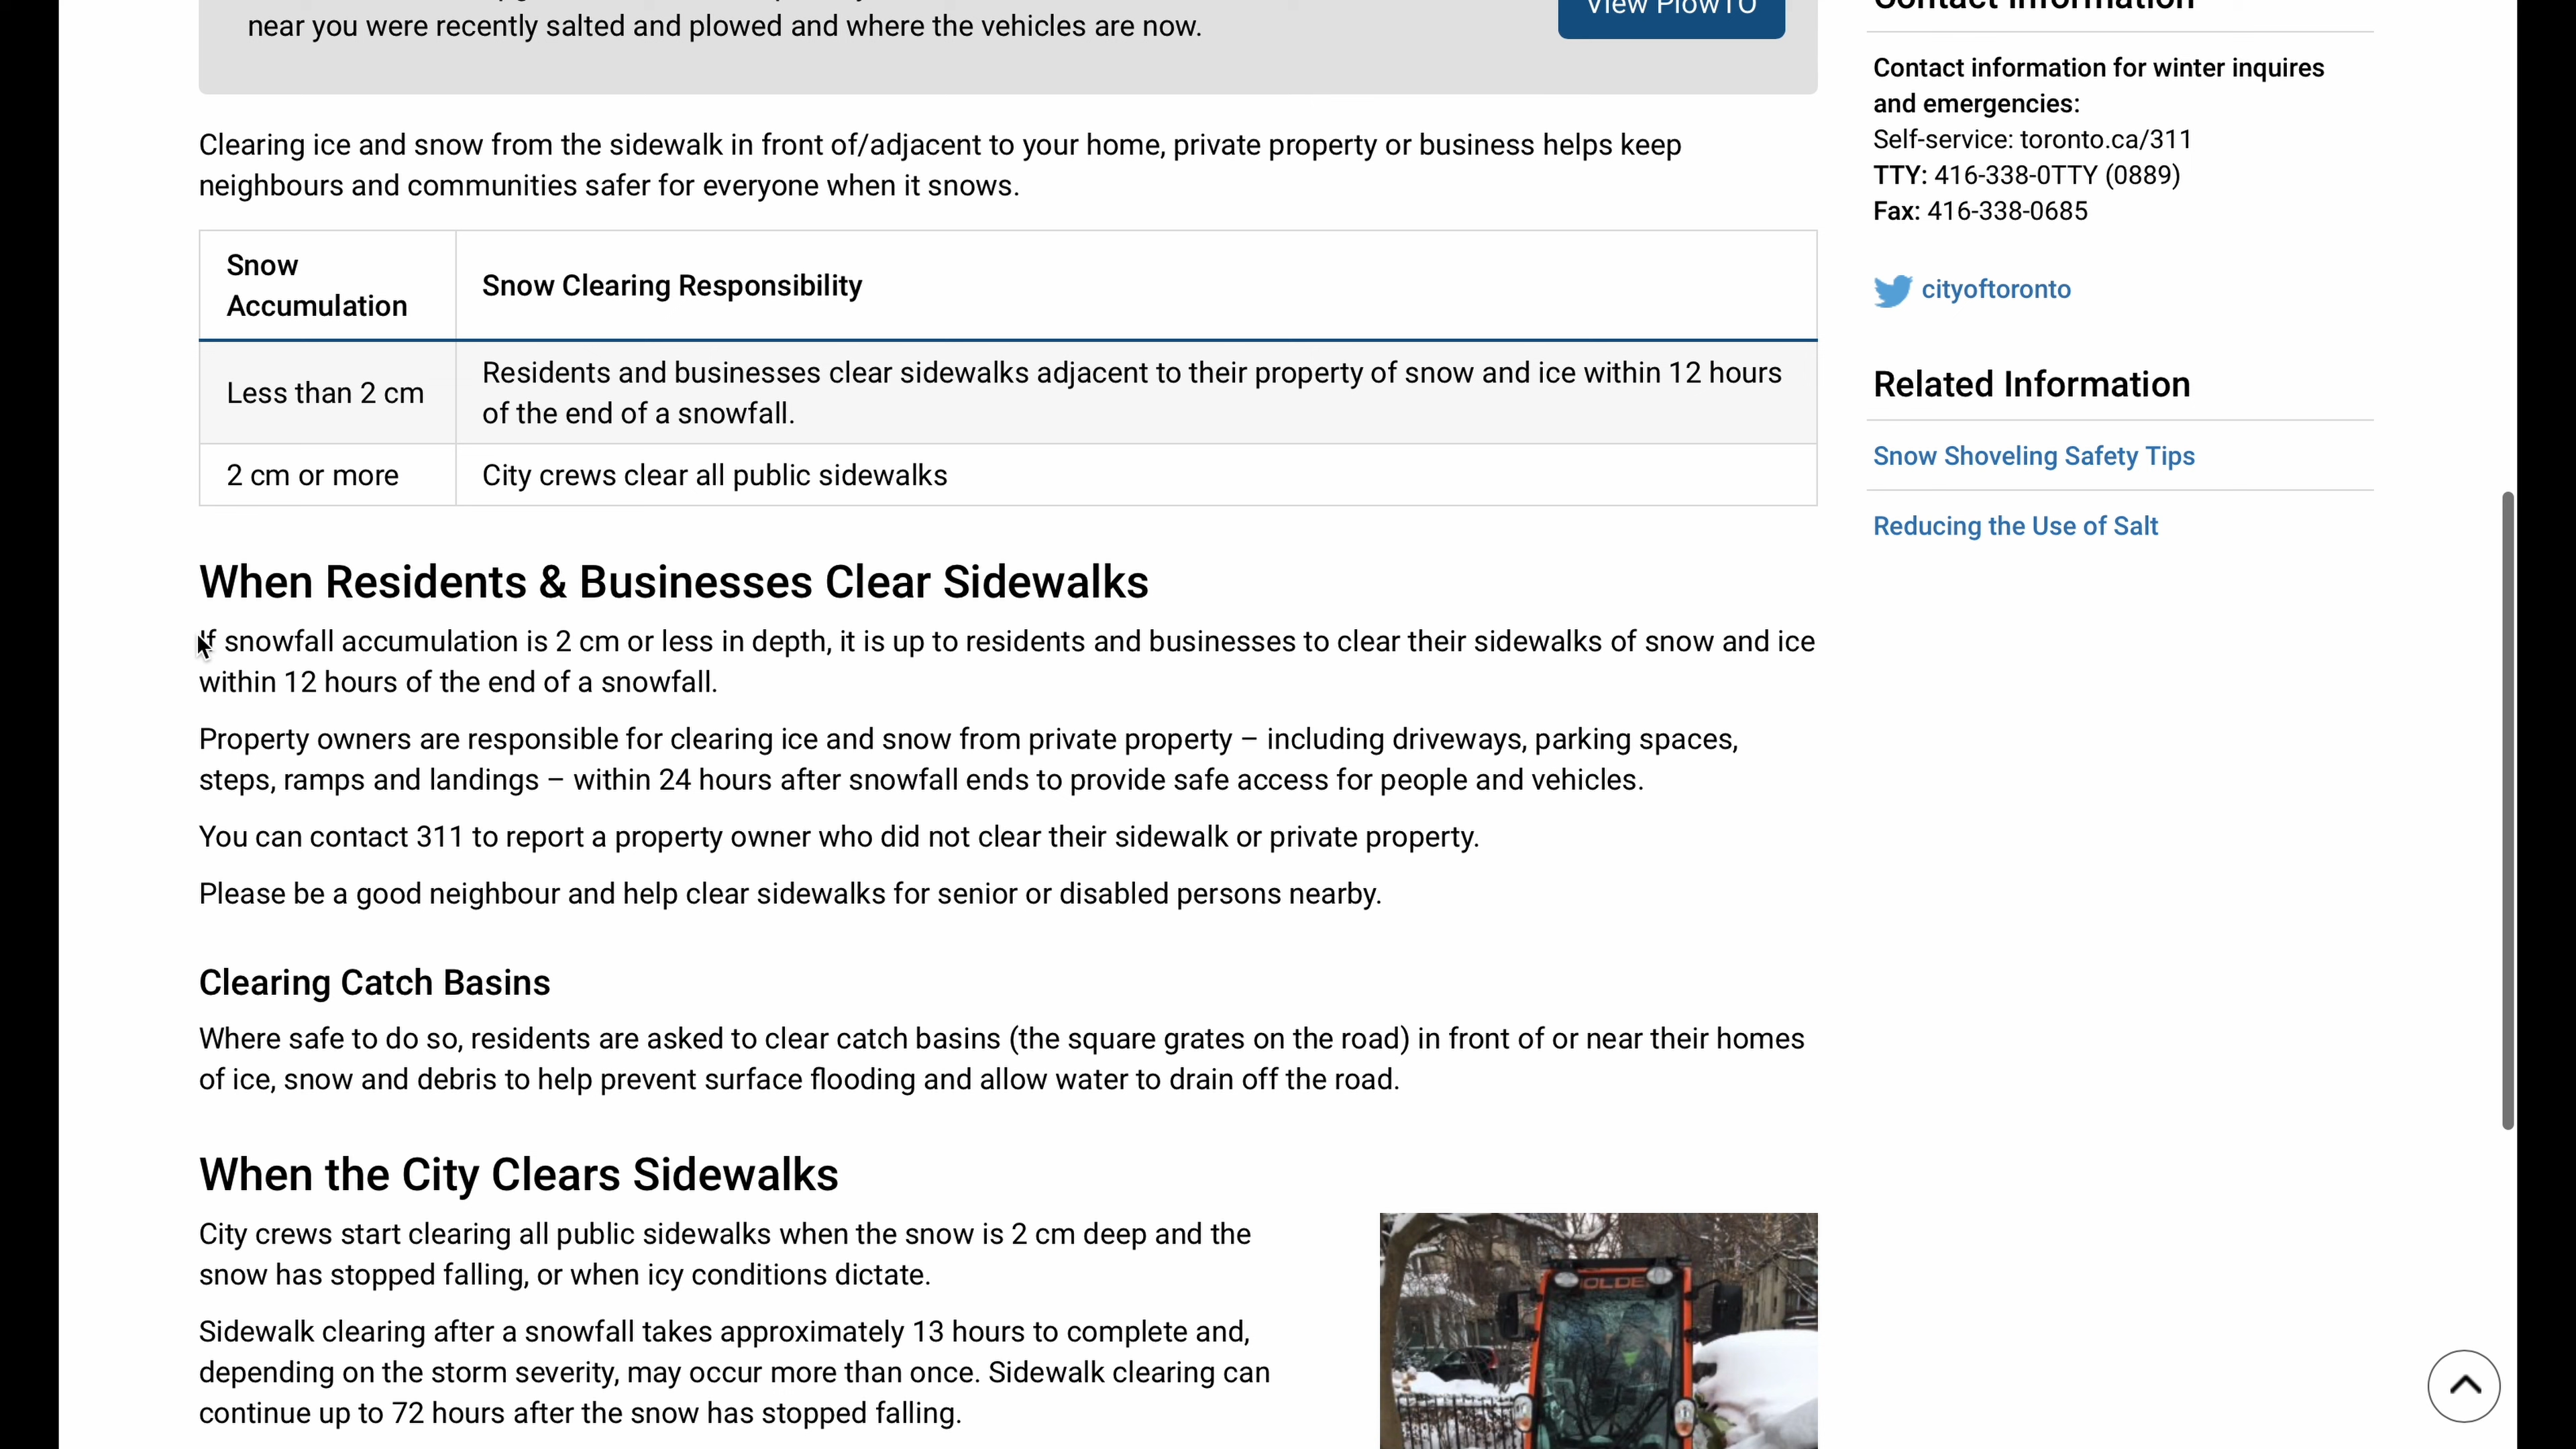 near you were recently salted and plowed and where the vehicles are now.
View PlowTO
Clearing ice and snow from the sidewalk in front of/adjacent to your home, private property or business helps keep
neighbours and communities safer for everyone when it snows.
Snow
Accumulation
Snow Clearing Responsibility
Less than 2 cm
Residents and businesses clear sidewalks adjacent to their property of snow and ice within 12 hours
of the end of a snowfall.
2 cm or more
City crews clear all public sidewalks
When Residents & Businesses Clear Sidewalks
If snowfall accumulation is 2 cm or less in depth, it is up to residents and businesses to clear their sidewalks of snow and ice
within 12 hours of the end of a snowfall.
Property owners are responsible for clearing ice and snow from private property – including driveways, parking spaces,
steps, ramps and landings – within 24 hours after snowfall ends to provide safe access for people and vehicles.
You can contact 311 to report a property owner who did not clear their sidewalk or private property.
Please be a good neighbour and help clear sidewalks for senior or disabled persons nearby.
Clearing Catch Basins
Where safe to do so, residents are asked to clear catch basins (the square grates on the road) in front of or near their homes
of ice, snow and debris to help prevent surface flooding and allow water to drain off the road.
When the City Clears Sidewalks
City crews start clearing all public sidewalks when the snow is 2 cm deep and the
snow has stopped falling, or when icy conditions dictate.
Sidewalk clearing after a snowfall takes approximately 13 hours to complete and,
depending on the storm severity, may occur more than once. Sidewalk clearing can
continue up to 72 hours after the snow has stopped falling.
OLDE
Contact Information
Contact information for winter inquires
and emergencies:
Self-service: toronto.ca/311
TTY: 416-338-0TTY (0889)
Fax: 416-338-0685
cityoftoronto
Related Information
Snow Shoveling Safety Tips
Reducing the Use of Salt